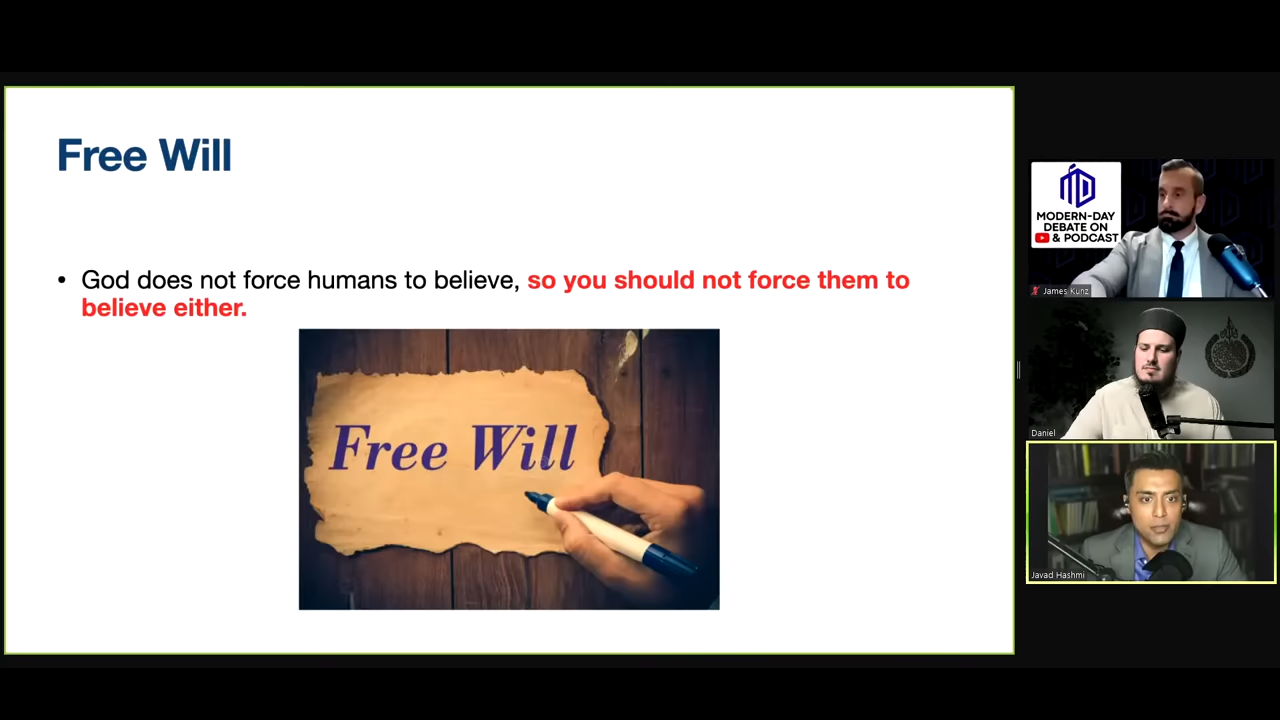 Free Will
• God does not force humans to believe, so you should not force them to
believe either.
Free Will
MODERN-DAY
DEBATE ON
& PODCAST
James Kunz
Daniel
Javad Hashmi